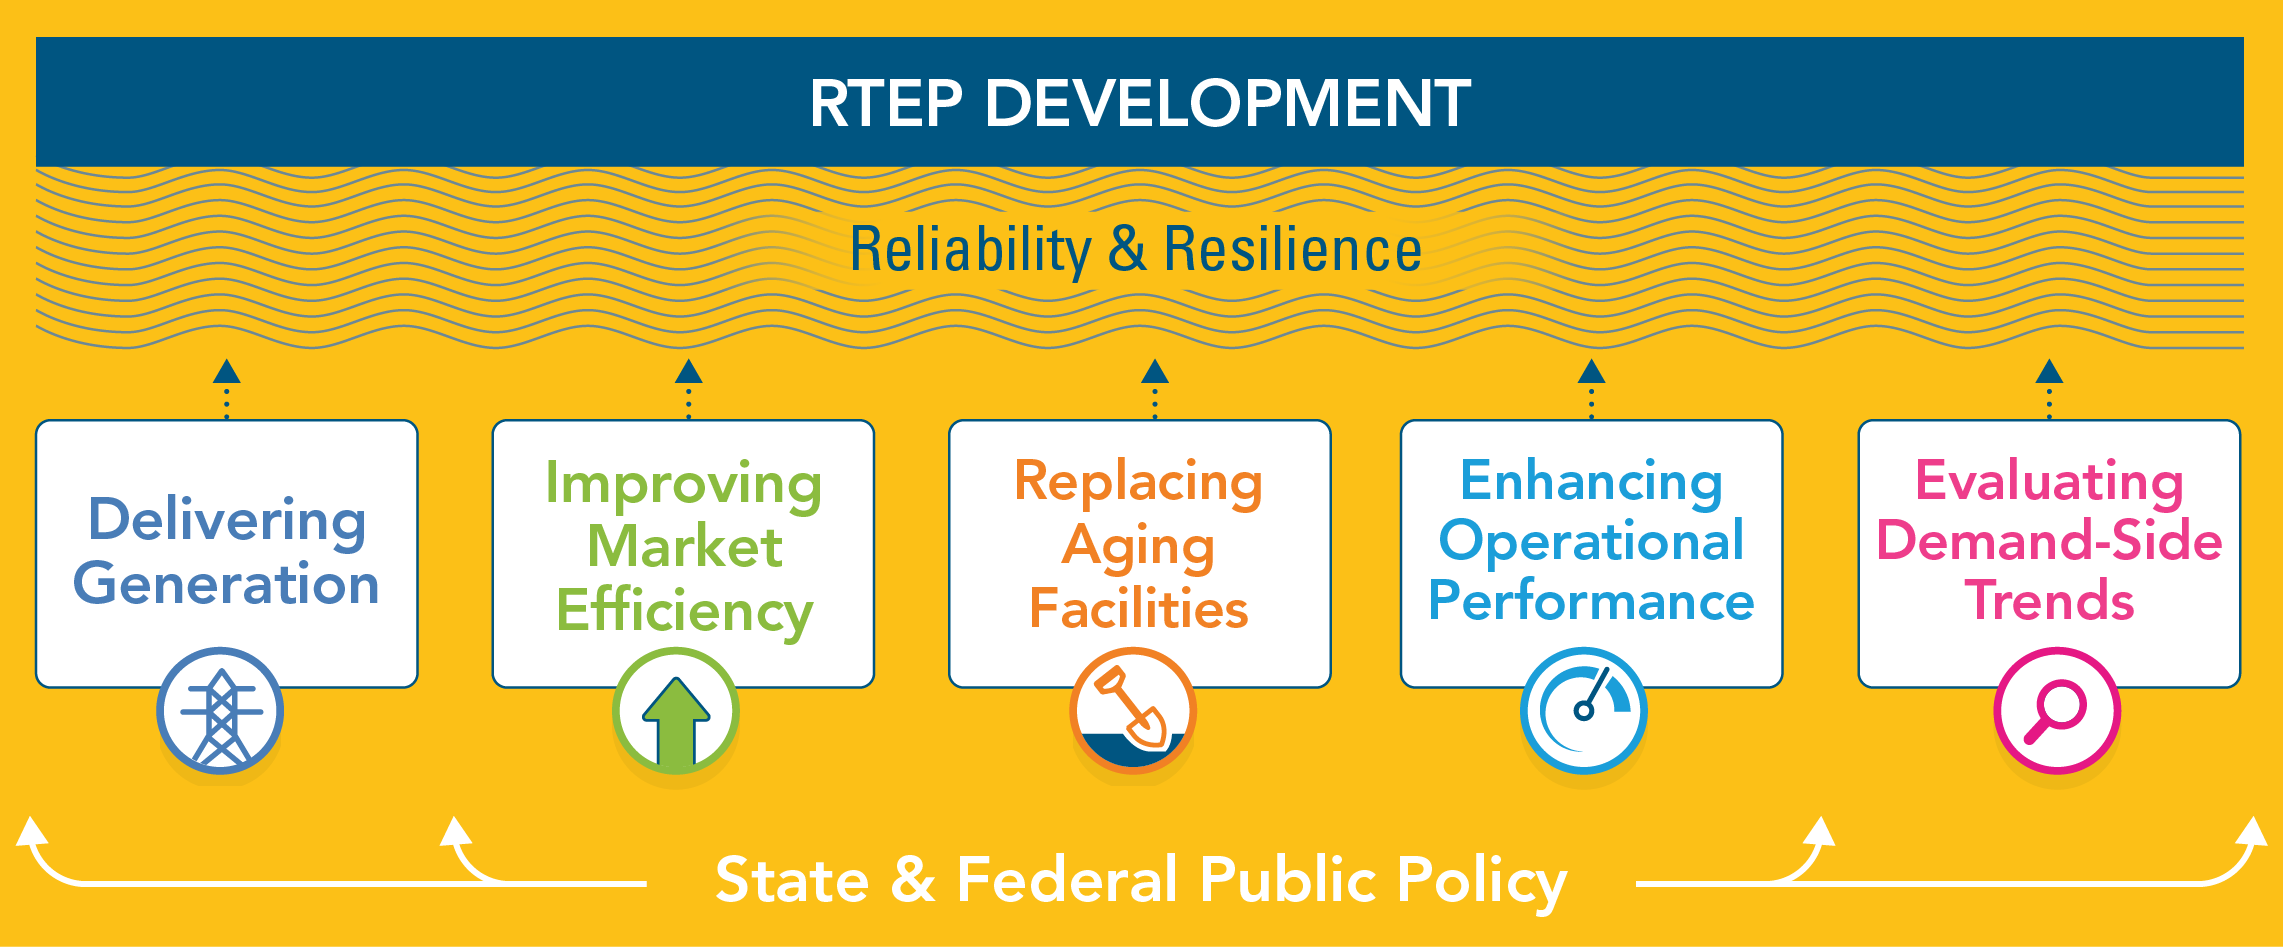 RTEP DEVELOPMENT
Reliability & Resilience
Delivering
Generation
Improving
Market
Efficiency
Replacing
Aging
Facilities
Enhancing
Operational
Performance
Evaluating
Demand-Side
Trends
State & Federal Public Policy